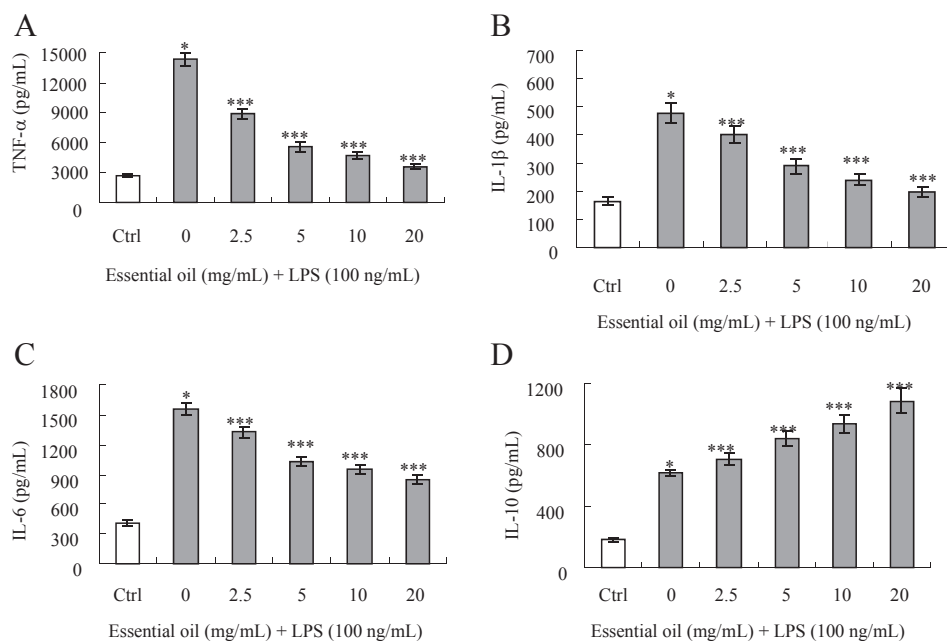 A
TNF-α (pg/mL)
15000
12000
9000
6000
3000
0
* *** *** *** ***
Ctrl 0 2.5 5 10 20
Essential oil (mg/mL) + LPS (100 ng/mL)
B
IL-1β (pg/mL)
700
600
500
400
300
200
100
0
* *** *** *** ***
Ctrl 0 2.5 5 10 20
Essential oil (mg/mL) + LPS (100 ng/mL)
C
IL-6 (pg/mL)
1800
1500
1200
900
600
300
0
* *** *** *** ***
Ctrl 0 2.5 5 10 20
Essential oil (mg/mL) + LPS (100 ng/mL)
D
IL-10 (pg/mL)
1200
800
400
0
* *** *** *** ***
Ctrl 0 2.5 5 10 20
Essential oil (mg/mL) + LPS (100 ng/mL)